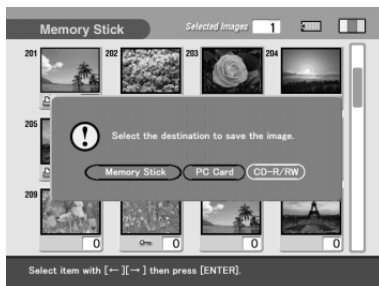 Memory Stick Selected Images 1
201 202 203 204
205
Select the destination to save the image.
Memory Stick PC Card CD-R/RW
209
0 0 0 0
Select item with [← ][→ ] then press [ENTER].